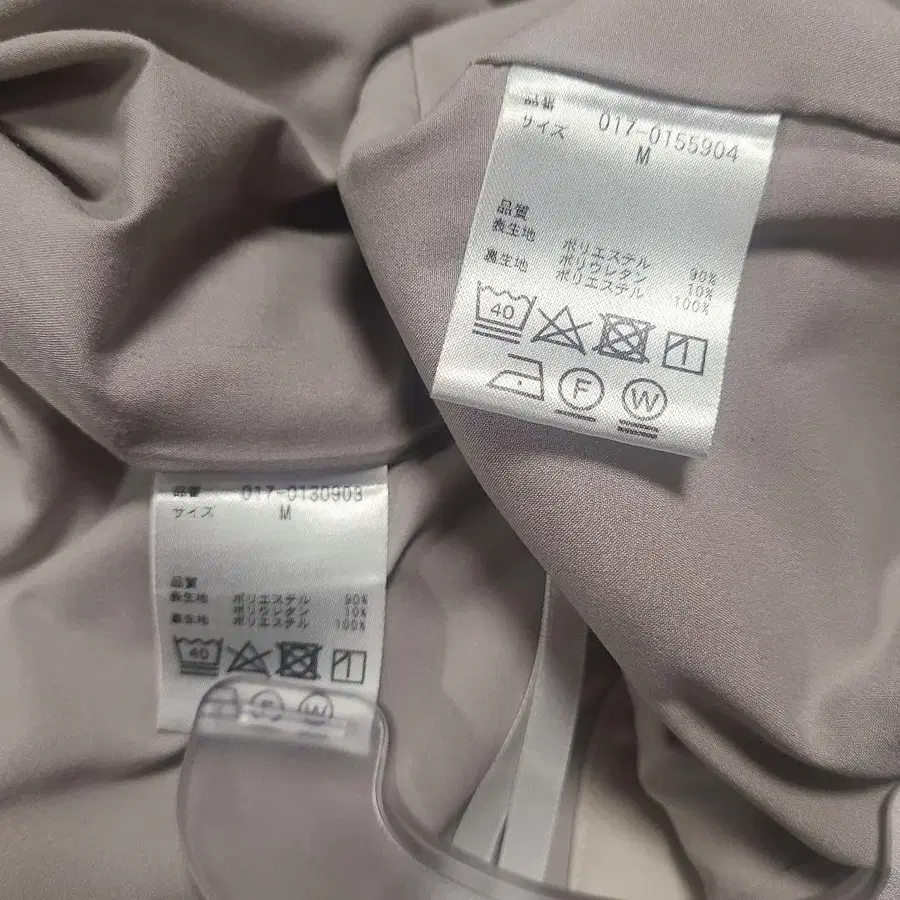 品番 017-0155904
サイズ M
品質
表生地 ポリエステル 90%
ポリウレタン 10%
裏生地 ポリエステル 100%
40
F W
品番 017-0130903
サイズ M
品質
表生地 ポリエステル 90%
ポリウレタン 10%
裏生地 ポリエステル 100%
40
F W